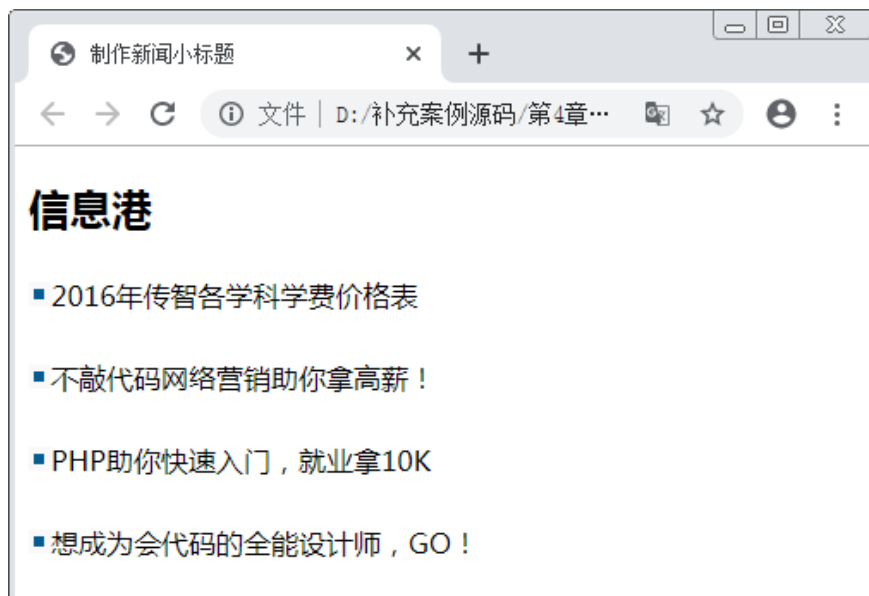 制作新闻小标题
文件 | D:/补充案例源码/第4章…
信息港
2016年传智各学科学费价格表
不敲代码网络营销助你拿高薪！
PHP助你快速入门，就业拿10K
想成为会代码的全能设计师，GO！